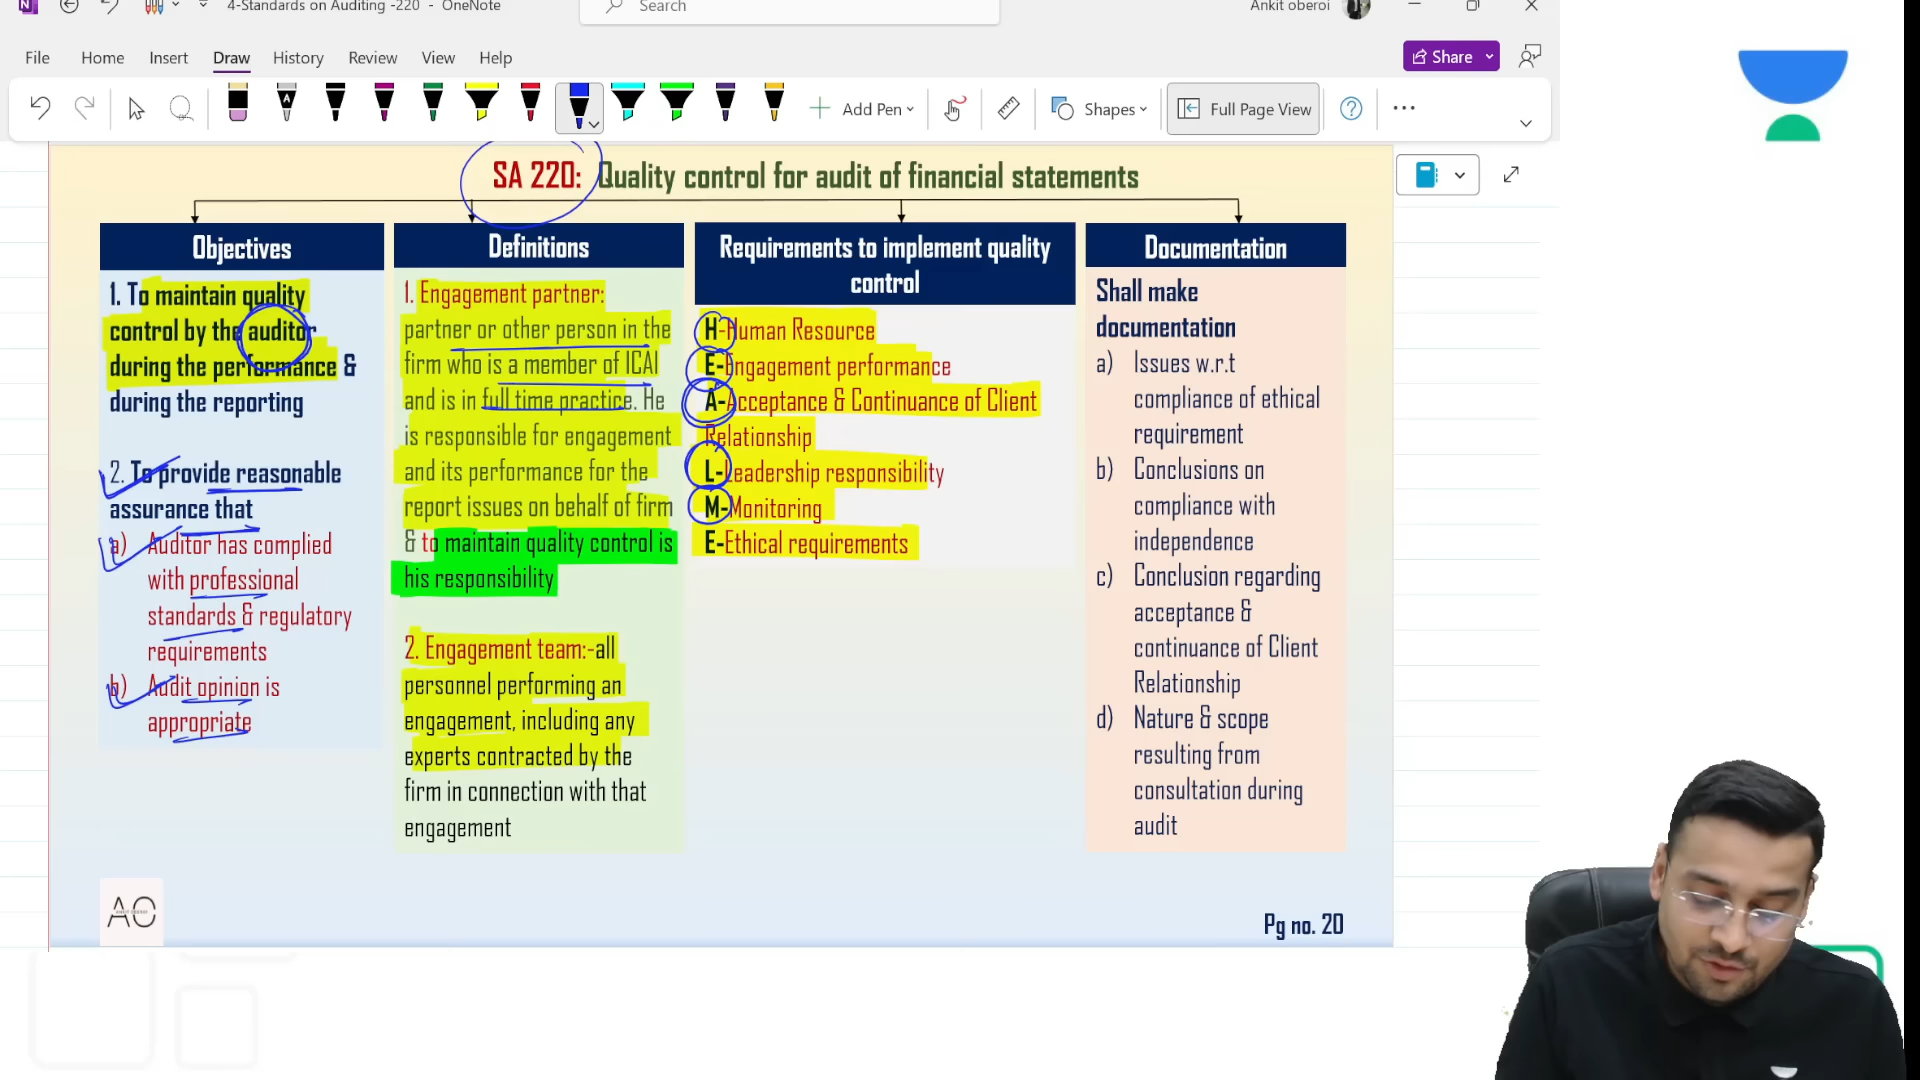 4-Standards on Auditing -220 - OneNote
Search
Ankit oberoi
File Home Insert Draw History Review View Help
Share
Add Pen
Shapes
Full Page View
SA 220: Quality control for audit of financial statements
Objectives
1. To maintain quality
control by the auditor
during the performance &
during the reporting
2. To provide reasonable
assurance that
a) Auditor has complied
with professional
standards & regulatory
requirements
b) Audit opinion is
appropriate
Definitions
1. Engagement partner:
partner or other person in the
firm who is a member of ICAI
and is in full time practice. He
is responsible for engagement
and its performance for the
report issues on behalf of firm
& to maintain quality control is
his responsibility
2. Engagement team:-all
personnel performing an
engagement, including any
experts contracted by the
firm in connection with that
engagement
Requirements to implement quality
control
H-Human Resource
E-Engagement performance
A-Acceptance & Continuance of Client
Relationship
L-Leadership responsibility
M-Monitoring
E-Ethical requirements
Documentation
Shall make
documentation
a) Issues w.r.t
compliance of ethical
requirement
b) Conclusions on
compliance with
independence
c) Conclusion regarding
acceptance &
continuance of Client
Relationship
d) Nature & scope
resulting from
consultation during
audit
AO
Pg no. 20